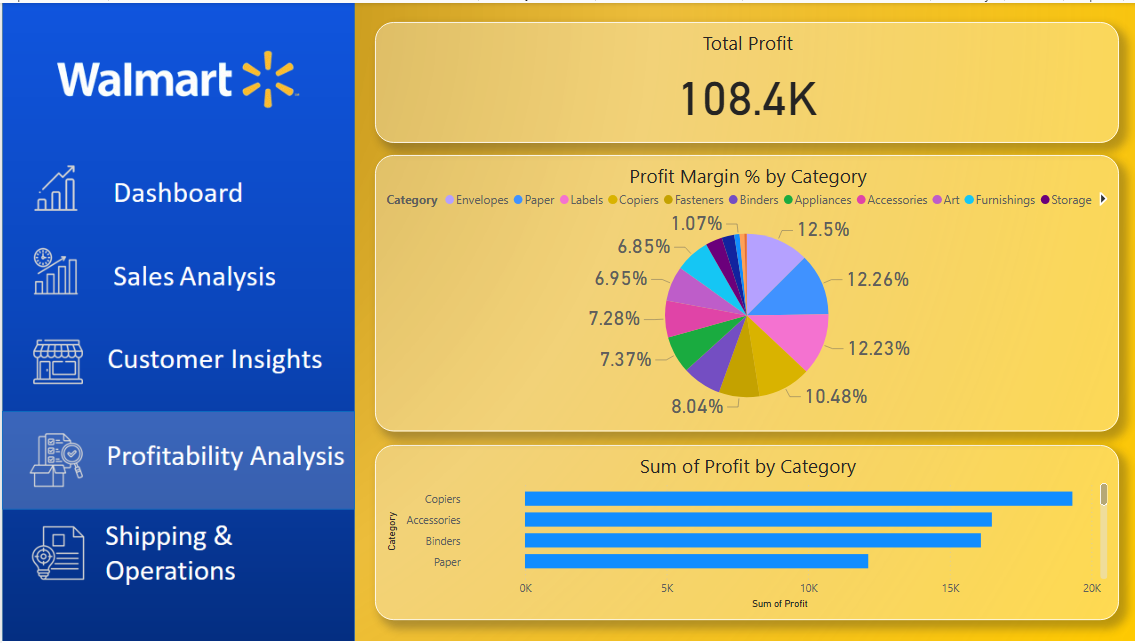 Walmart
Dashboard
Sales Analysis
Customer Insights
Profitability Analysis
Shipping &
Operations
Total Profit
108.4K
Profit Margin % by Category
Category Envelopes Paper Labels Copiers Fasteners Binders Appliances Accessories Art Furnishings Storage
1.07%
12.5%
6.85%
12.26%
6.95%
7.28%
12.23%
7.37%
10.48%
8.04%
Sum of Profit by Category
Category
Copiers
Accessories
Binders
Paper
0K 5K 10K 15K 20K
Sum of Profit